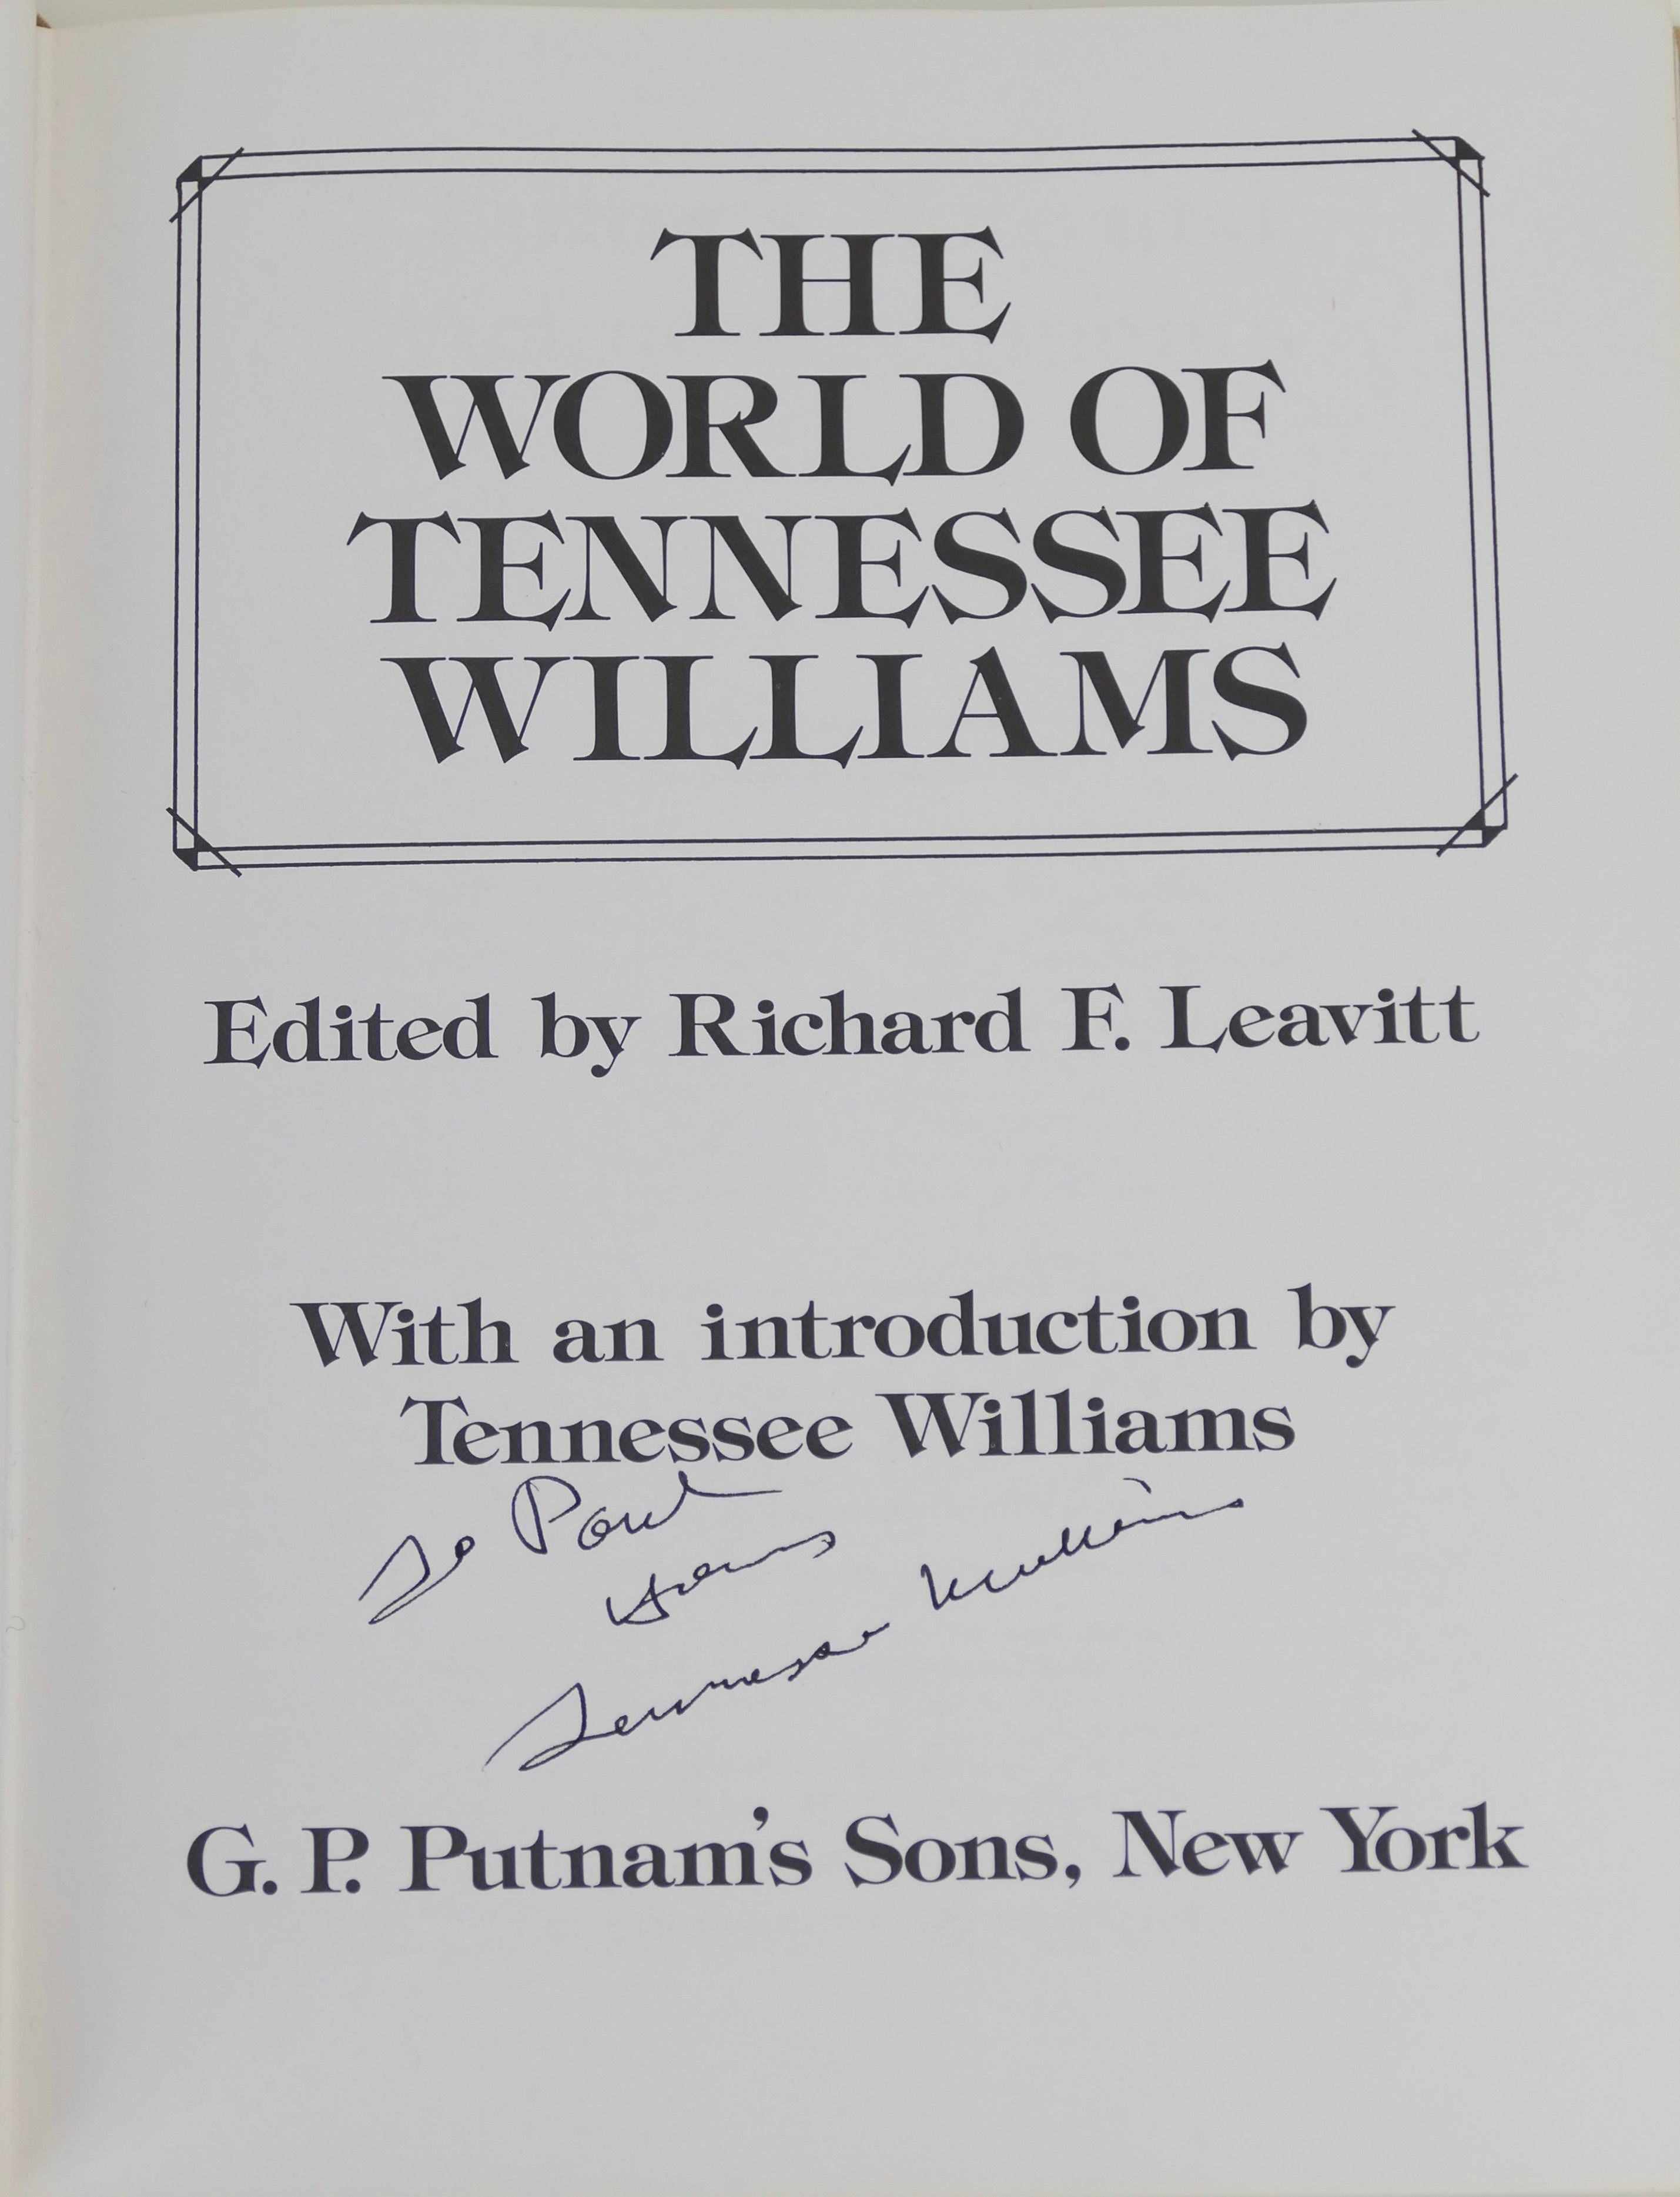 THE
WORLD OF
TENNESSEE
WILLIAMS
Edited by Richard F. Leavitt
With an introduction by
Tennessee Williams
To Paul
Tennessee Williams
G. P. Putnam's Sons, New York